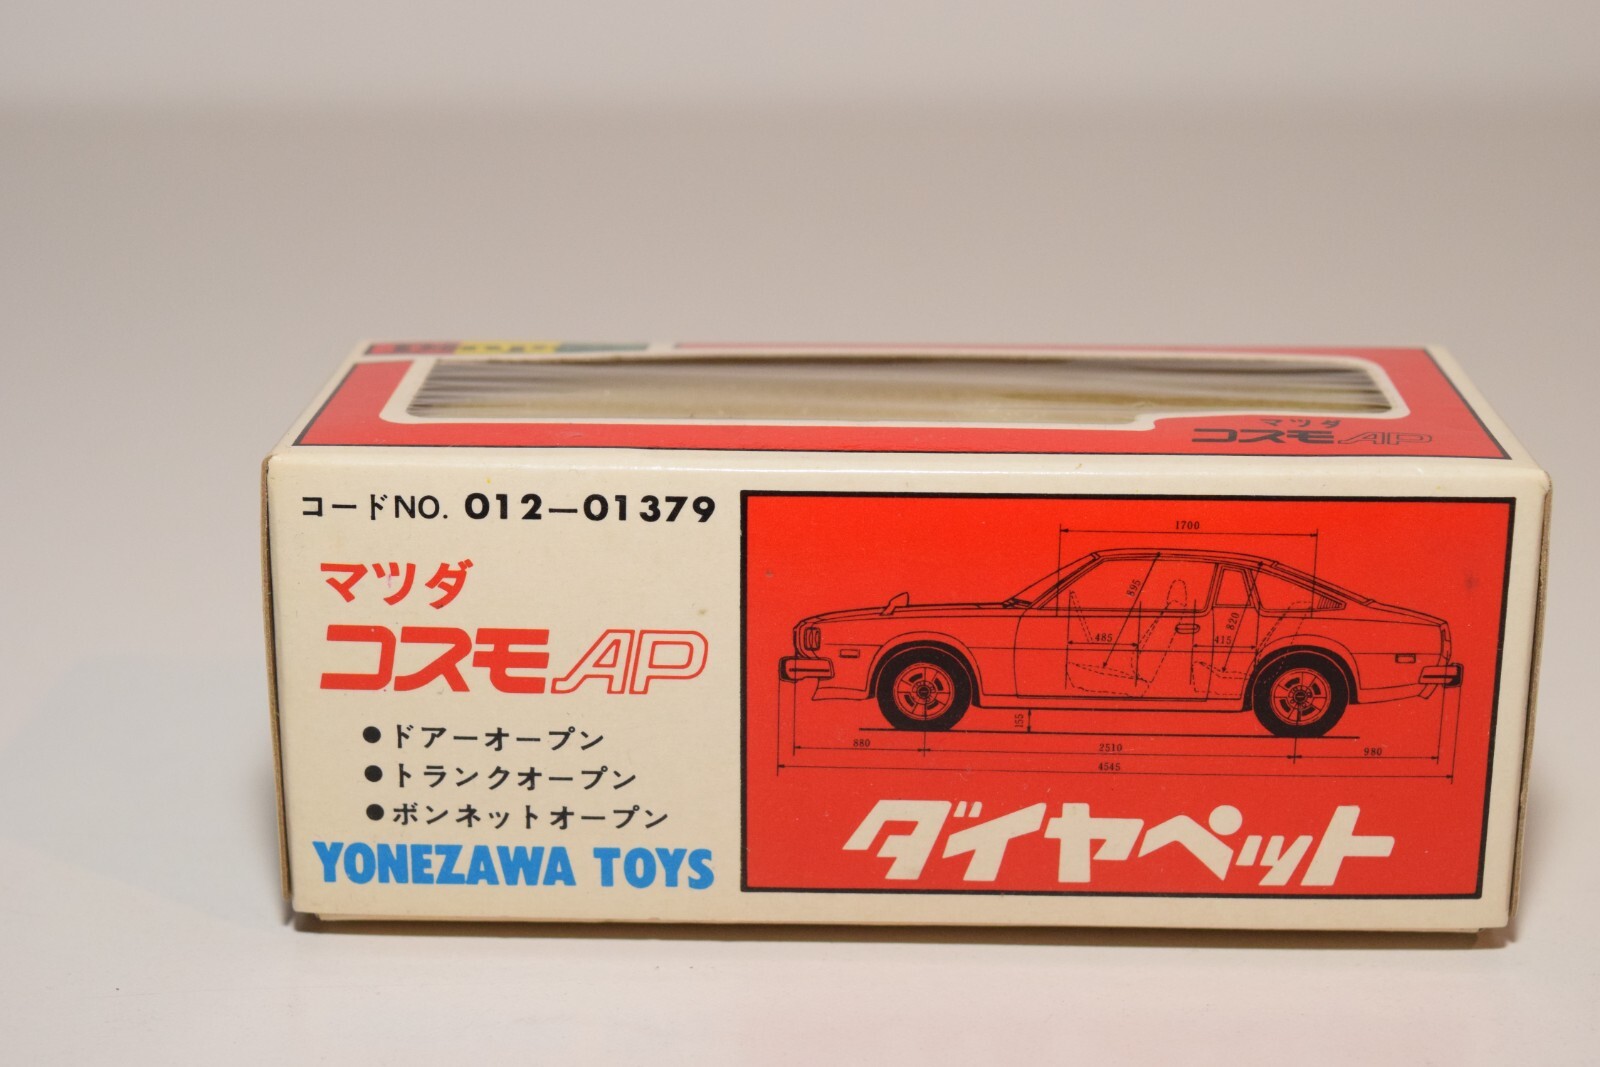 マツダ
コスモAP
コードNO. 012-01379
マツダ
コスモAP
●ドアーオープン
●トランクオープン
●ボンネットオープン
YONEZAWA TOYS
1700
895
820
485
415
155
880
2510
980
4545
ダイヤペット